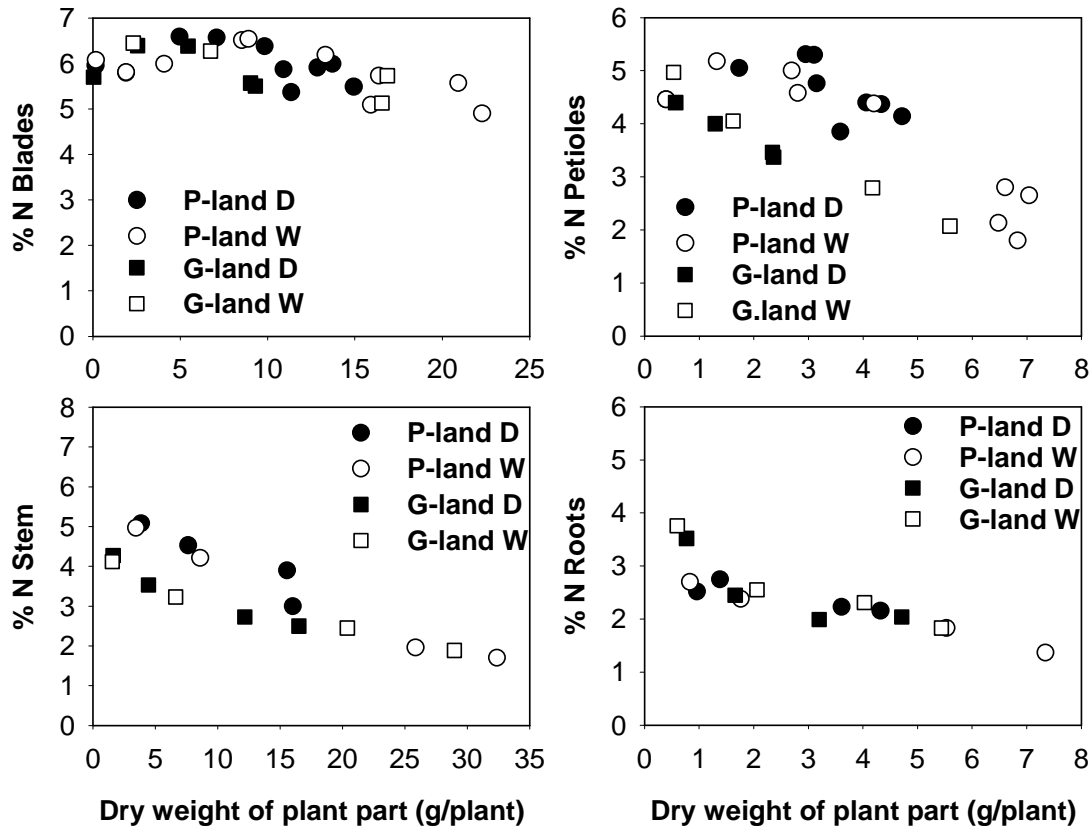 7
6
5
4
3
2
1
0
% N Blades
P-land D
P-land W
G-land D
G-land W
0 5 10 15 20 25
6
5
4
3
2
1
0
% N Petioles
P-land D
P-land W
G-land D
G.land W
0 1 2 3 4 5 6 7 8
8
7
6
5
4
3
2
1
0
% N Stem
P-land D
P-land W
G-land D
G-land W
0 5 10 15 20 25 30 35
Dry weight of plant part (g/plant)
6
5
4
3
2
1
0
% N Roots
P-land D
P-land W
G-land D
G-land W
0 1 2 3 4 5 6 7 8
Dry weight of plant part (g/plant)